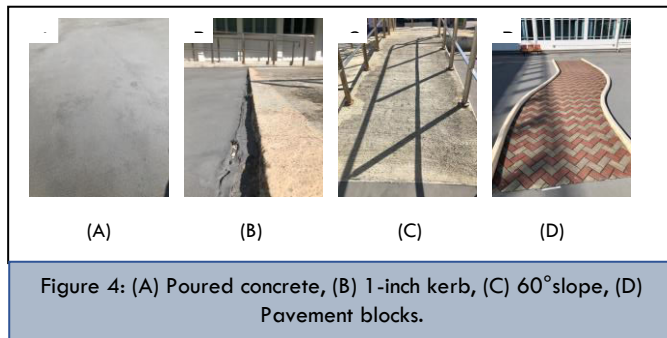 (A) (B) (C) (D)
Figure 4: (A) Poured concrete, (B) 1-inch kerb, (C) 60°slope, (D)
Pavement blocks.